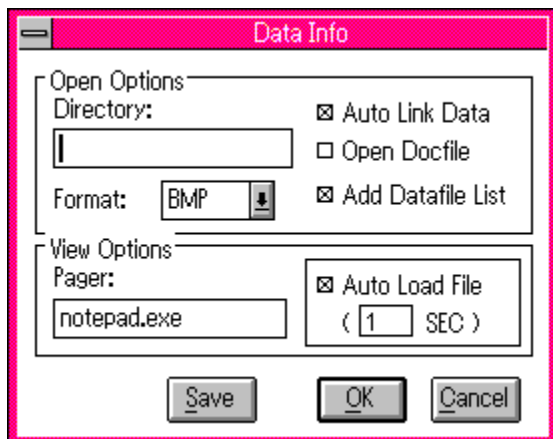 Data Info
Open Options
Directory:
Auto Link Data
Open Docfile
Format: BMP
Add Datafile List
View Options
Pager:
notepad.exe
Auto Load File
( 1 SEC )
Save OK Cancel